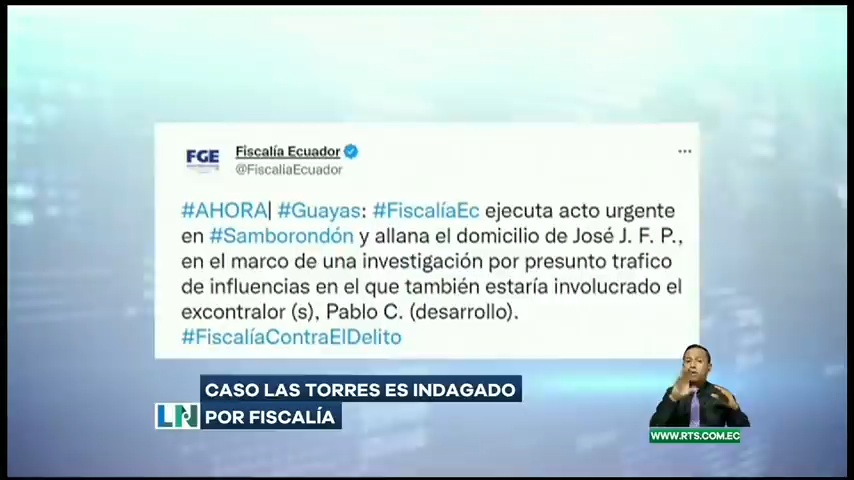 FGE
Fiscalía Ecuador
@FiscaliaEcuador
#AHORA| #Guayas: #FiscalíaEc ejecuta acto urgente
en #Samborondón y allana el domicilio de José J. F. P.,
en el marco de una investigación por presunto trafico
de influencias en el que también estaría involucrado el
excontralor (s), Pablo C. (desarrollo).
#FiscalíaContraElDelito
CASO LAS TORRES ES INDAGADO
POR FISCALÍA
LN
WWW.RTS.COM.EC